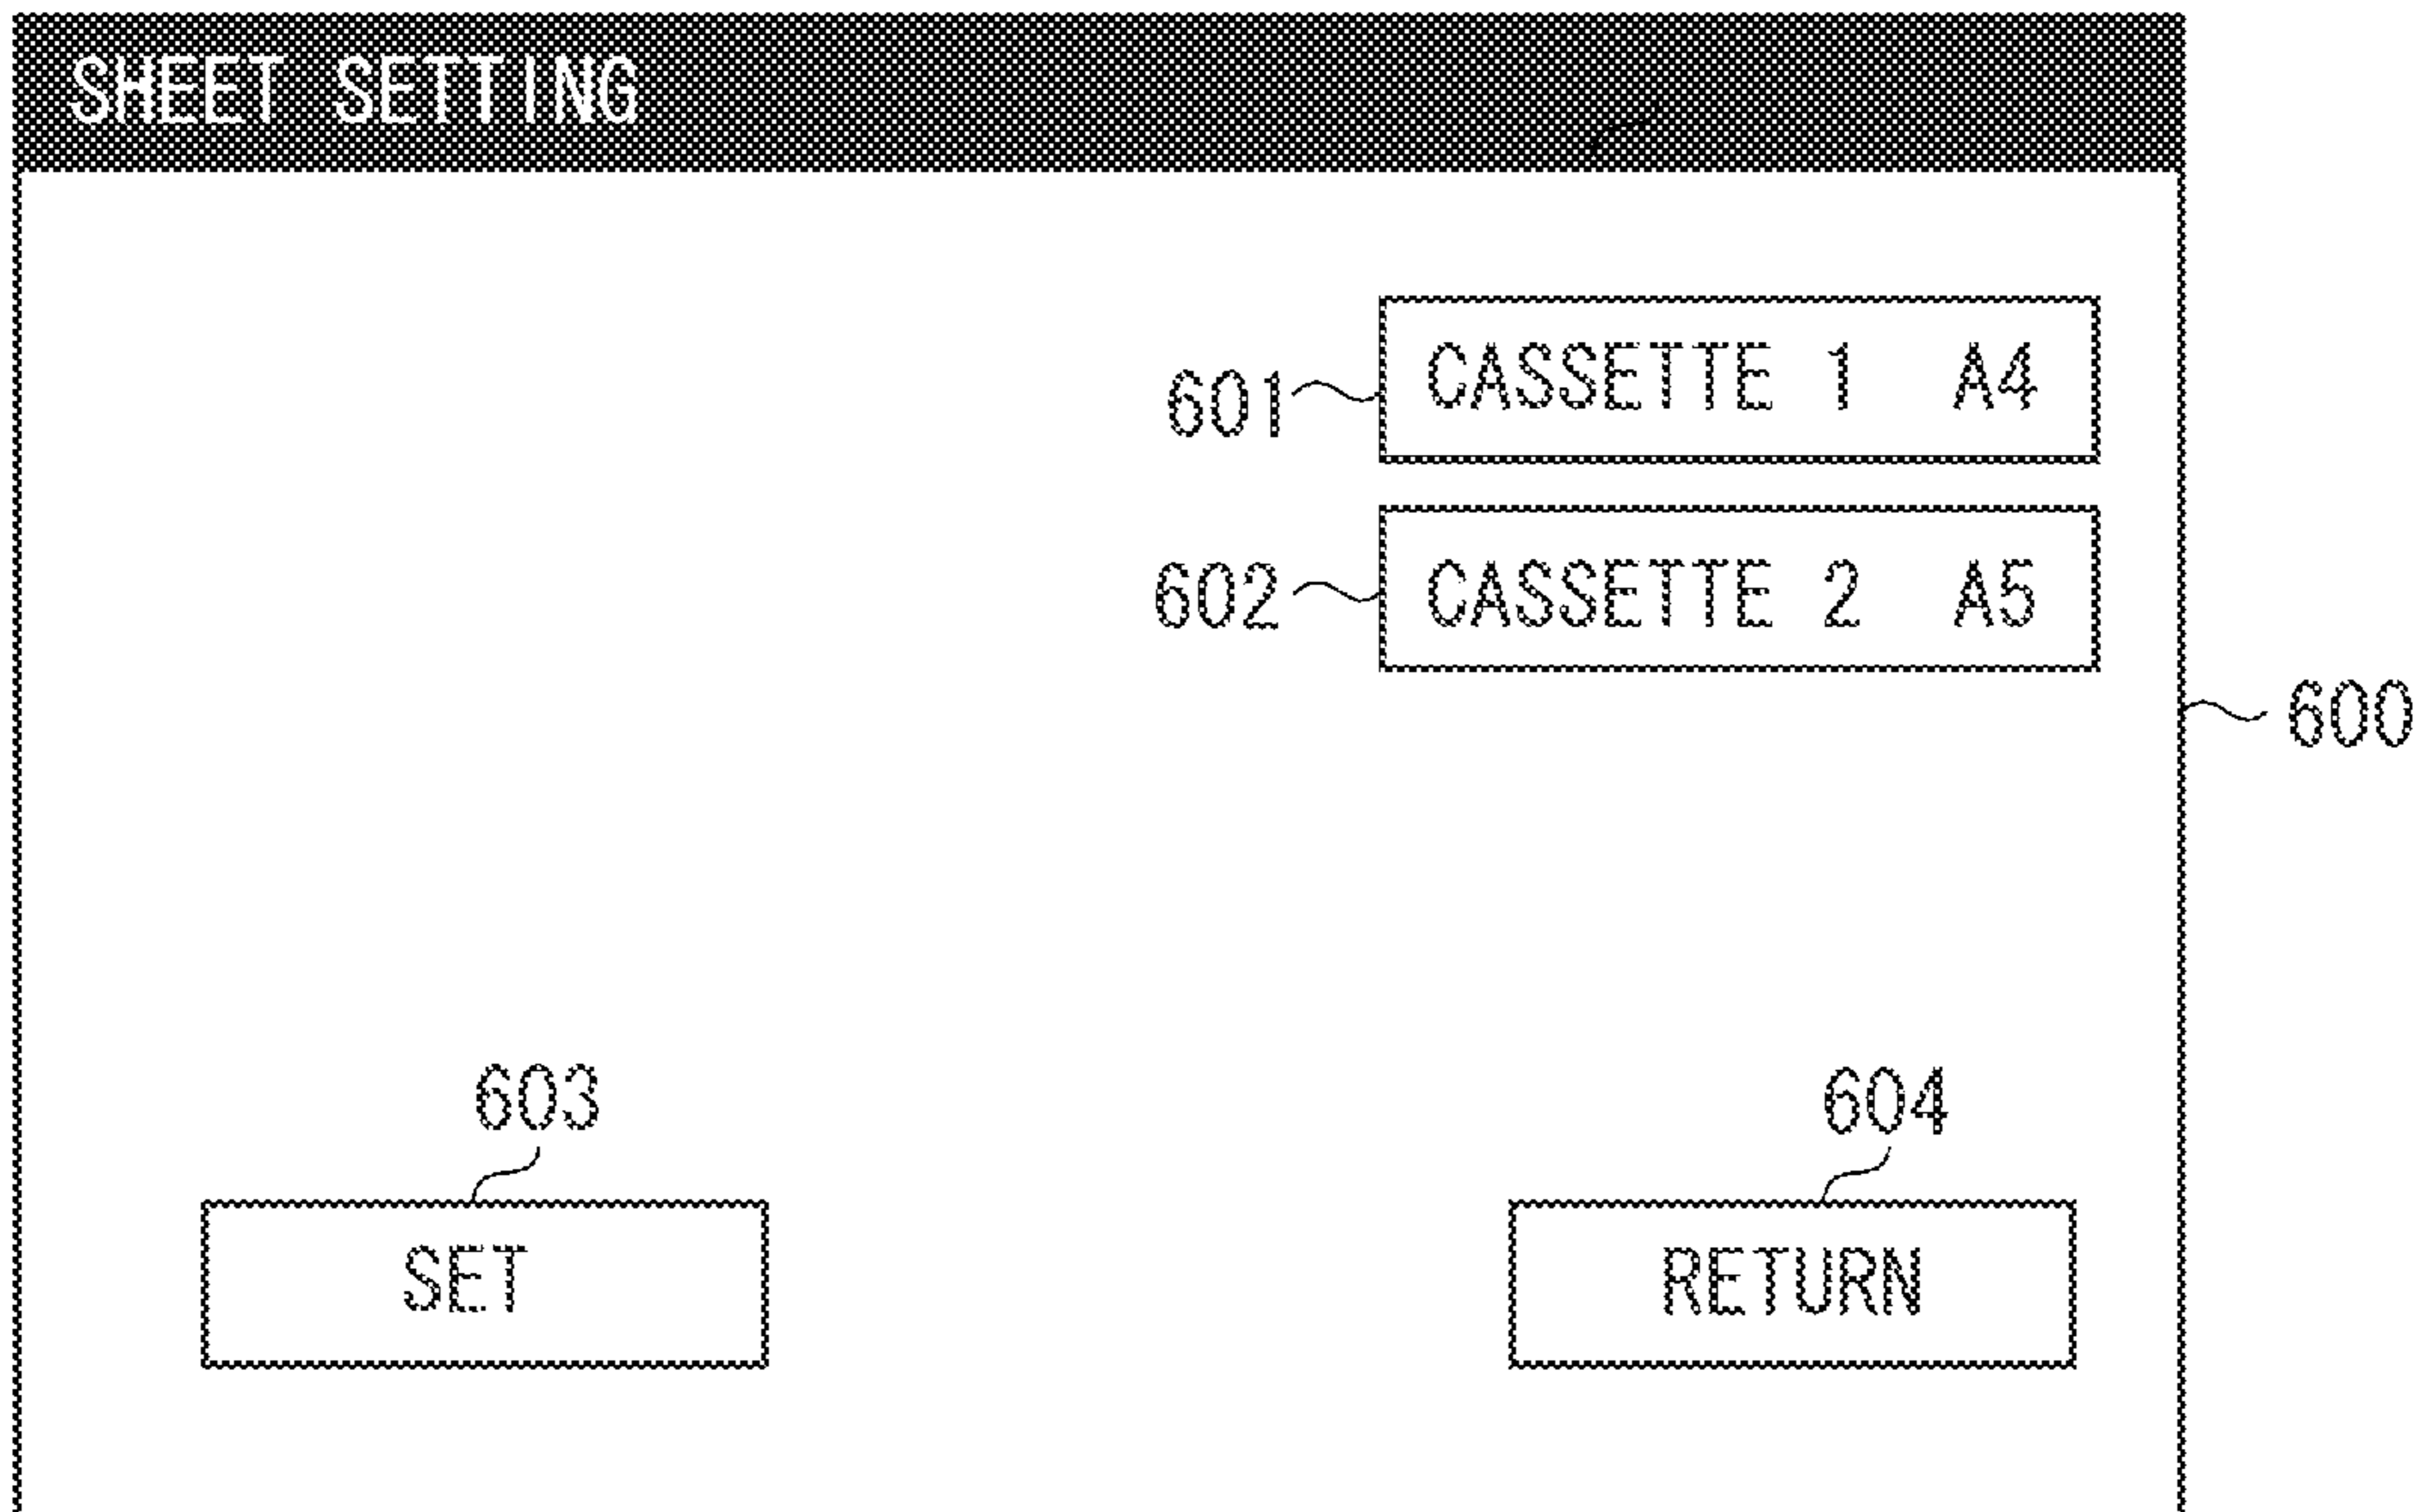 SHEET SETTING
601 CASSETTE 1 A4
602 CASSETTE 2 A5
600
603 604
SET RETURN